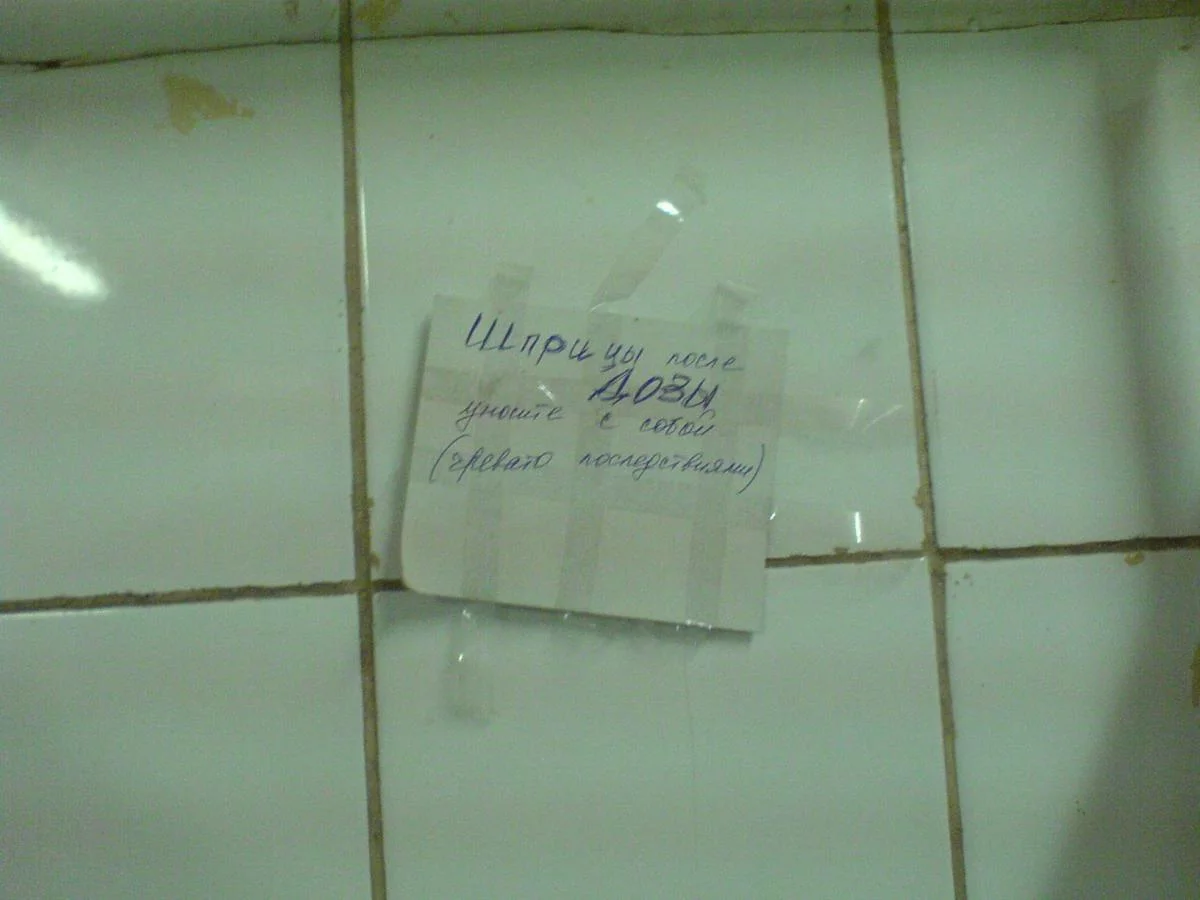 Шприцы после
ДОЗЫ
уносите с собой
(чревато последствиями)